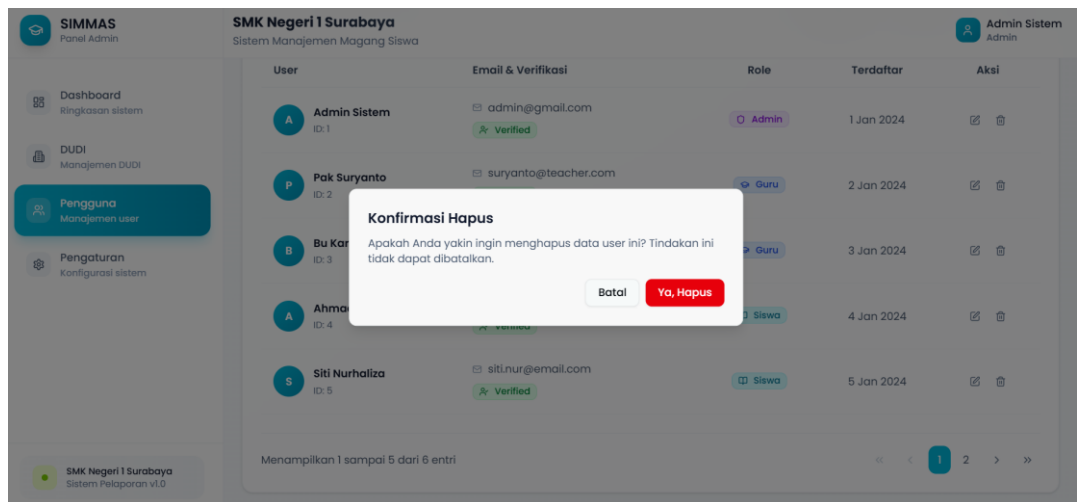 SIMMAS
Panel Admin
SMK Negeri 1 Surabaya
Sistem Manajemen Magang Siswa
Admin Sistem
Admin
Dashboard
Ringkasan sistem
DUDI
Manajemen DUDI
Pengguna
Manajemen user
Pengaturan
Konfigurasi sistem
SMK Negeri 1 Surabaya
Sistem Pelaporan v1.0
User Email & Verifikasi Role Terdaftar Aksi
A Admin Sistem admin@gmail.com Admin 1 Jan 2024
ID: 1 Verified
P Pak Suryanto suryanto@teacher.com Guru 2 Jan 2024
ID: 2
B Bu Guru 3 Jan 2024
ID: 3
A Siswa 4 Jan 2024
ID: 4 Verified
S Siti Nurhaliza siti.nur@email.com Siswa 5 Jan 2024
ID: 5 Verified
Konfirmasi Hapus
Apakah Anda yakin ingin menghapus data user ini? Tindakan ini
tidak dapat dibatalkan.
Batal Ya, Hapus
Menampilkan 1 sampai 5 dari 6 entri
« < 1 2 > »